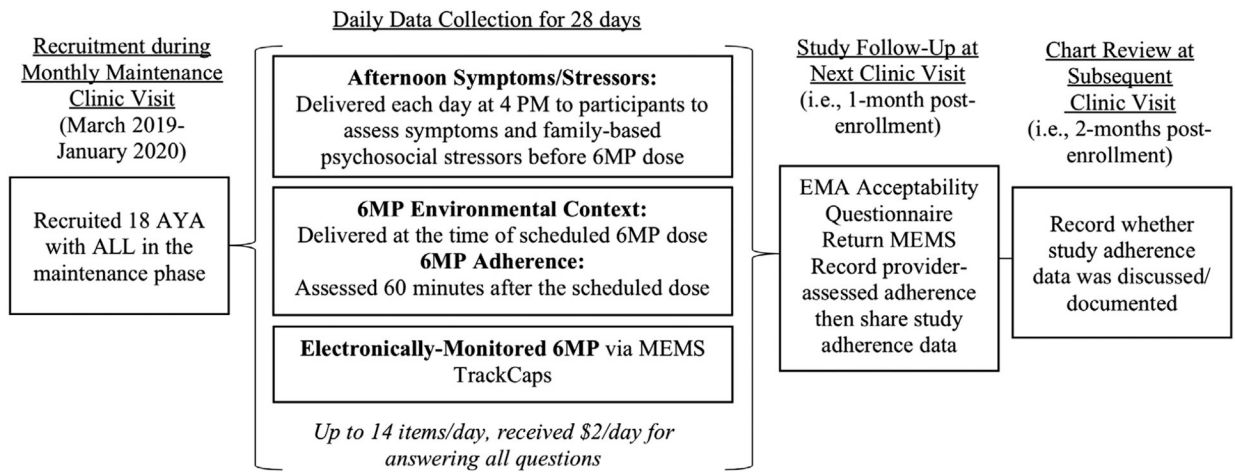 Recruitment during
Monthly Maintenance
Clinic Visit
(March 2019-
January 2020)
Recruited 18 AYA
with ALL in the
maintenance phase
Daily Data Collection for 28 days
Afternoon Symptoms/Stressors:
Delivered each day at 4 PM to participants to
assess symptoms and family-based
psychosocial stressors before 6MP dose
6MP Environmental Context:
Delivered at the time of scheduled 6MP dose
6MP Adherence:
Assessed 60 minutes after the scheduled dose
Electronically-Monitored 6MP via MEMS
TrackCaps
Up to 14 items/day, received $2/day for
answering all questions
Study Follow-Up at
Next Clinic Visit
(i.e., 1-month post-
enrollment)
EMA Acceptability
Questionnaire
Return MEMS
Record provider-
assessed adherence
then share study
adherence data
Chart Review at
Subsequent
Clinic Visit
(i.e., 2-months post-
enrollment)
Record whether
study adherence
data was discussed/
documented